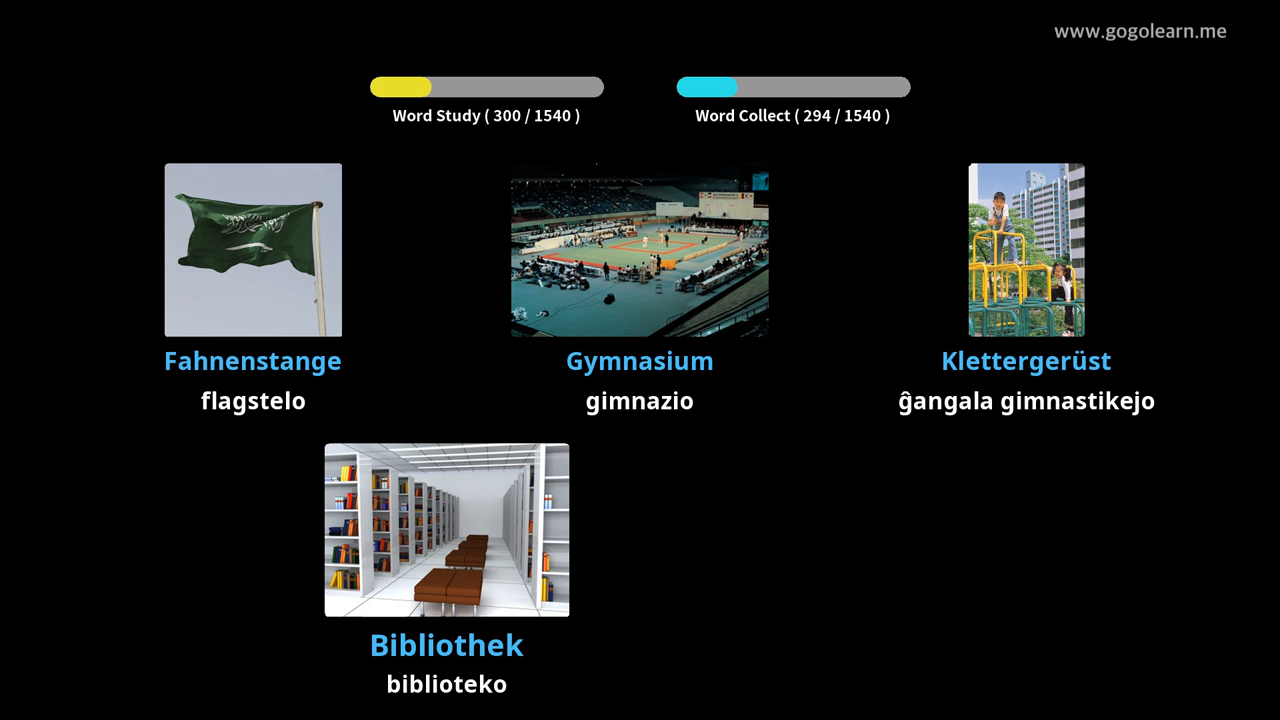 www.gogolearn.me
Word Study ( 300 / 1540 )
Word Collect ( 294 / 1540 )
Fahnenstange
Gymnasium
Klettergerüst
flagstelo
gimnazio
ĝangala gimnastikejo
Bibliothek
biblioteko